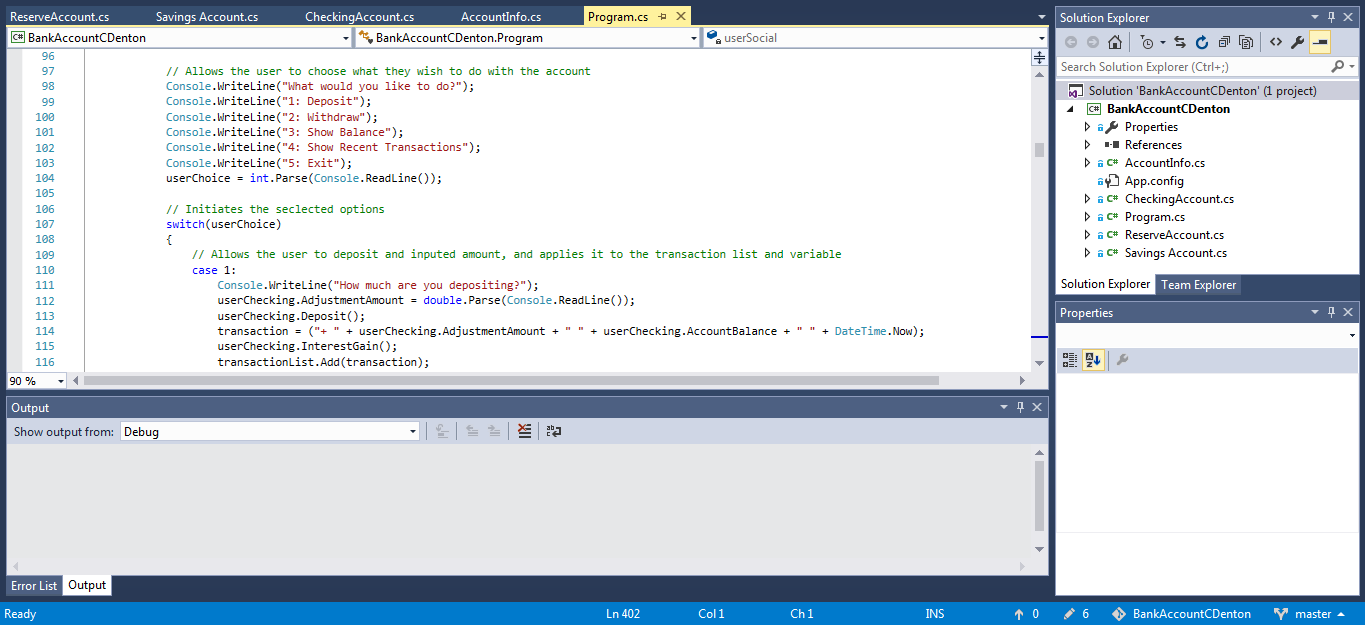 ReserveAccount.cs Savings Account.cs CheckingAccount.cs AccountInfo.cs Program.cs
C# BankAccountCDenton BankAccountCDenton.Program userSocial
96
97 // Allows the user to choose what they wish to do with the account
98 Console.WriteLine("What would you like to do?");
99 Console.WriteLine("1: Deposit");
100 Console.WriteLine("2: Withdraw");
101 Console.WriteLine("3: Show Balance");
102 Console.WriteLine("4: Show Recent Transactions");
103 Console.WriteLine("5: Exit");
104 userChoice = int.Parse(Console.ReadLine());
105
106 // Initiates the seclected options
107 switch(userChoice)
108 {
109 // Allows the user to deposit and inputed amount, and applies it to the transaction list and variable
110 case 1:
111 Console.WriteLine("How much are you depositing?");
112 userChecking.AdjustmentAmount = double.Parse(Console.ReadLine());
113 userChecking.Deposit();
114 transaction = ("+ " + userChecking.AdjustmentAmount + " " + userChecking.AccountBalance + " " + DateTime.Now);
115 userChecking.InterestGain();
116 transactionList.Add(transaction);
90 %
Output
Show output from: Debug
Error List Output
Solution Explorer
Search Solution Explorer (Ctrl+;)
Solution 'BankAccountCDenton' (1 project)
C# BankAccountCDenton
Properties
References
C# AccountInfo.cs
App.config
C# CheckingAccount.cs
C# Program.cs
C# ReserveAccount.cs
C# Savings Account.cs
Solution Explorer Team Explorer
Properties
Ready Ln 402 Col 1 Ch 1 INS 0 6 BankAccountCDenton master